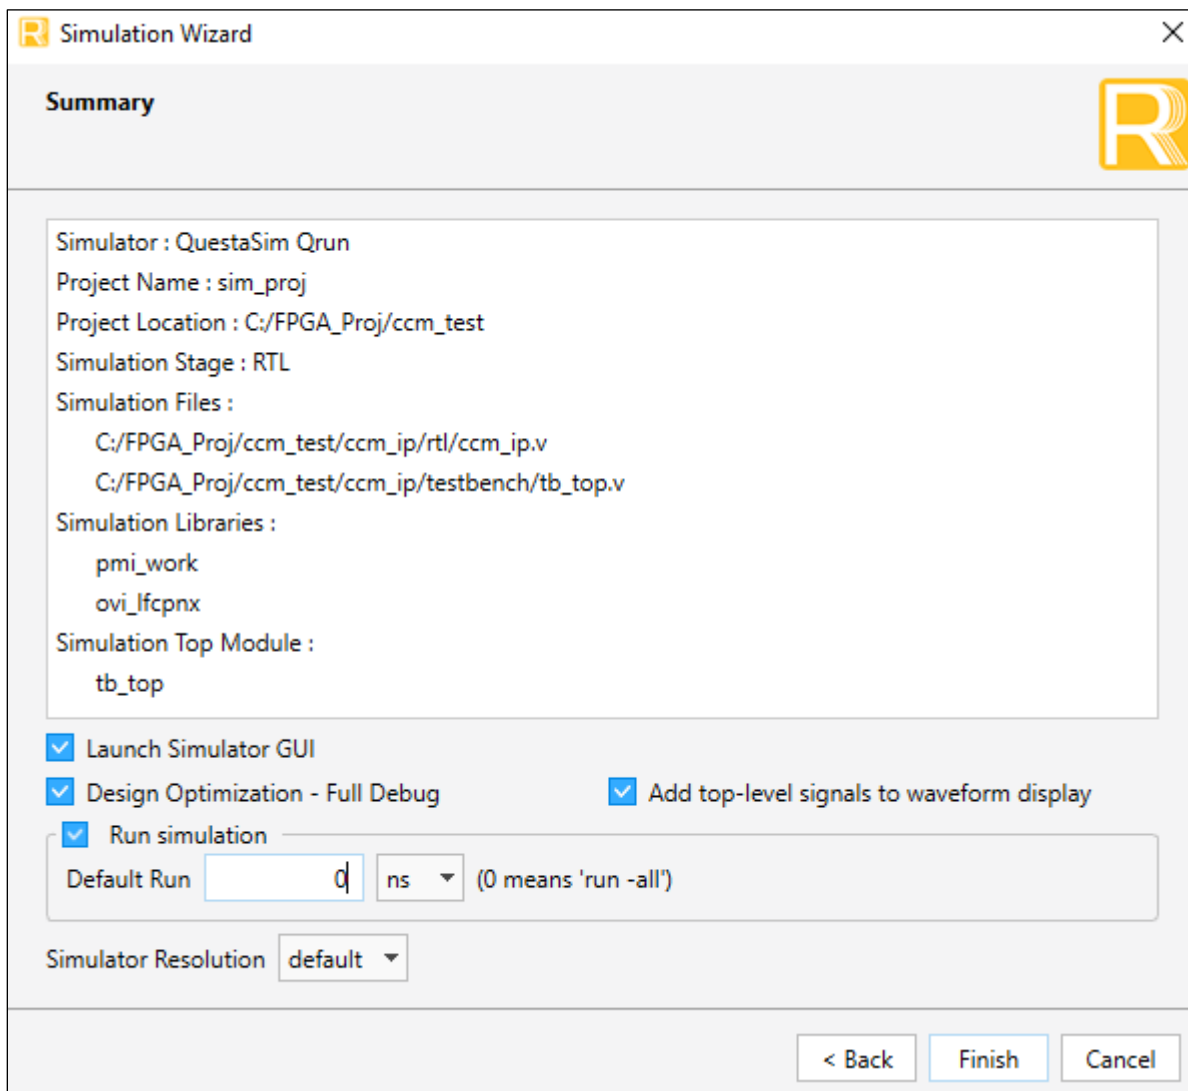 Simulation Wizard
Summary
Simulator : QuestaSim Qrun
Project Name : sim_proj
Project Location : C:/FPGA_Proj/ccm_test
Simulation Stage : RTL
Simulation Files :
C:/FPGA_Proj/ccm_test/ccm_ip/rtl/ccm_ip.v
C:/FPGA_Proj/ccm_test/ccm_ip/testbench/tb_top.v
Simulation Libraries :
pmi_work
ovi_lfcpnx
Simulation Top Module :
tb_top
Launch Simulator GUI
Design Optimization - Full Debug Add top-level signals to waveform display
Run simulation
Default Run 0 ns (0 means 'run -all')
Simulator Resolution default
< Back Finish Cancel